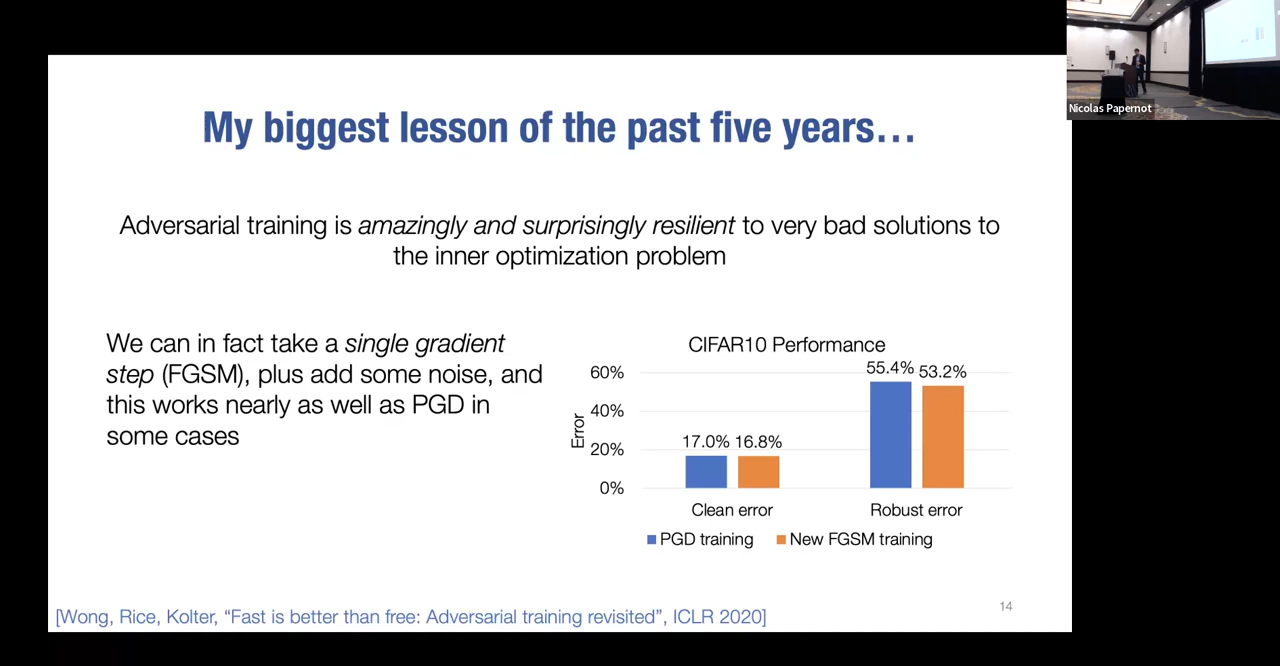 My biggest lesson of the past five years…
Adversarial training is amazingly and surprisingly resilient to very bad solutions to
the inner optimization problem
We can in fact take a single gradient
step (FGSM), plus add some noise, and
this works nearly as well as PGD in
some cases
CIFAR10 Performance
Error
60%
40%
20%
0%
17.0% 16.8%
55.4% 53.2%
Clean error
Robust error
PGD training
New FGSM training
[Wong, Rice, Kolter, “Fast is better than free: Adversarial training revisited”, ICLR 2020]
14
Nicolas Papernot